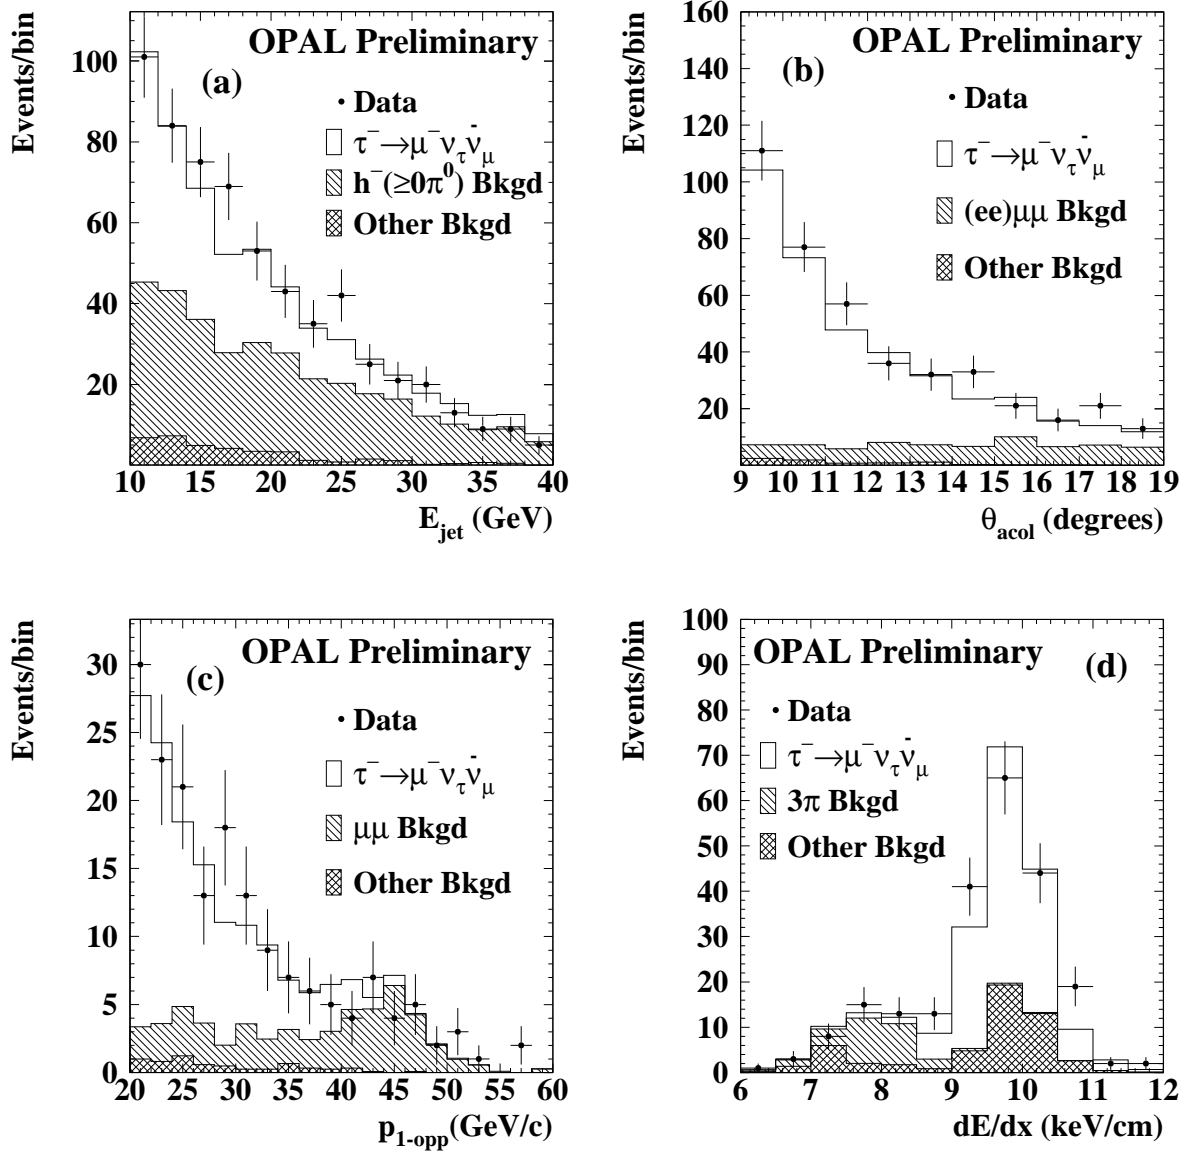 OPAL Preliminary
(a)
Data
τ⁻→μ⁻ν_τν̄_μ
h⁻(≥0π⁰) Bkgd
Other Bkgd
Events/bin
100
80
60
40
20
10 15 20 25 30 35 40
E_jet (GeV)
OPAL Preliminary
(b)
Data
τ⁻→μ⁻ν_τν̄_μ
(ee)μμ Bkgd
Other Bkgd
Events/bin
160
140
120
100
80
60
40
20
9 10 11 12 13 14 15 16 17 18 19
θ_acol (degrees)
OPAL Preliminary
(c)
Data
τ⁻→μ⁻ν_τν̄_μ
μμ Bkgd
Other Bkgd
Events/bin
30
25
20
15
10
5
0
20 25 30 35 40 45 50 55 60
p_1-opp(GeV/c)
OPAL Preliminary
(d)
Data
τ⁻→μ⁻ν_τν̄_μ
3π Bkgd
Other Bkgd
Events/bin
100
90
80
70
60
50
40
30
20
10
0
6 7 8 9 10 11 12
dE/dx (keV/cm)